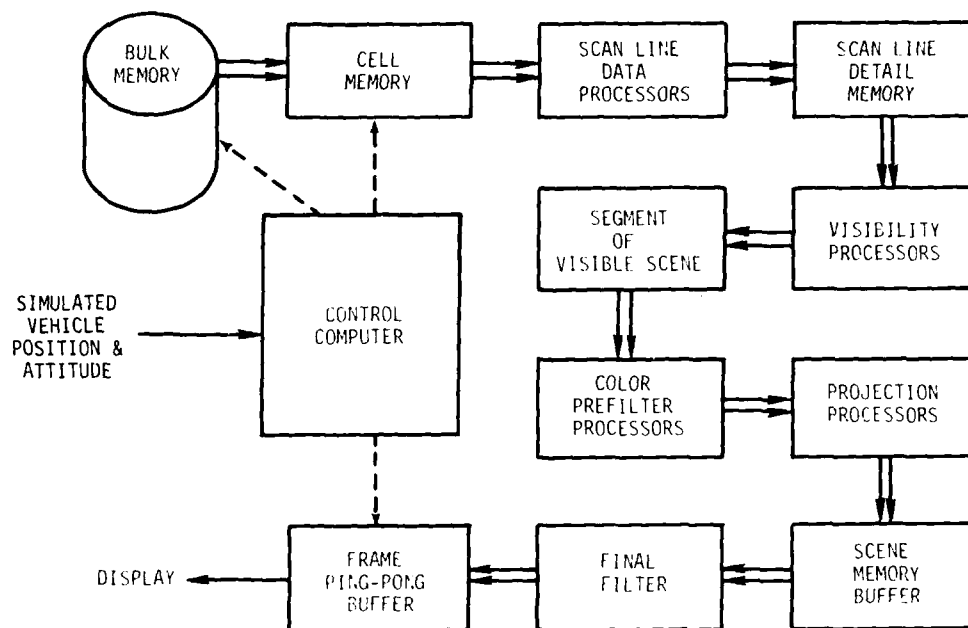 BULK
MEMORY
CELL
MEMORY
SCAN LINE
DATA
PROCESSORS
SCAN LINE
DETAIL
MEMORY
SEGMENT
OF
VISIBLE SCENE
VISIBILITY
PROCESSORS
SIMULATED
VEHICLE
POSITION &
ATTITUDE
CONTROL
COMPUTER
COLOR
PREFILTER
PROCESSORS
PROJECTION
PROCESSORS
DISPLAY
FRAME
PING-PONG
BUFFER
FINAL
FILTER
SCENE
MEMORY
BUFFER